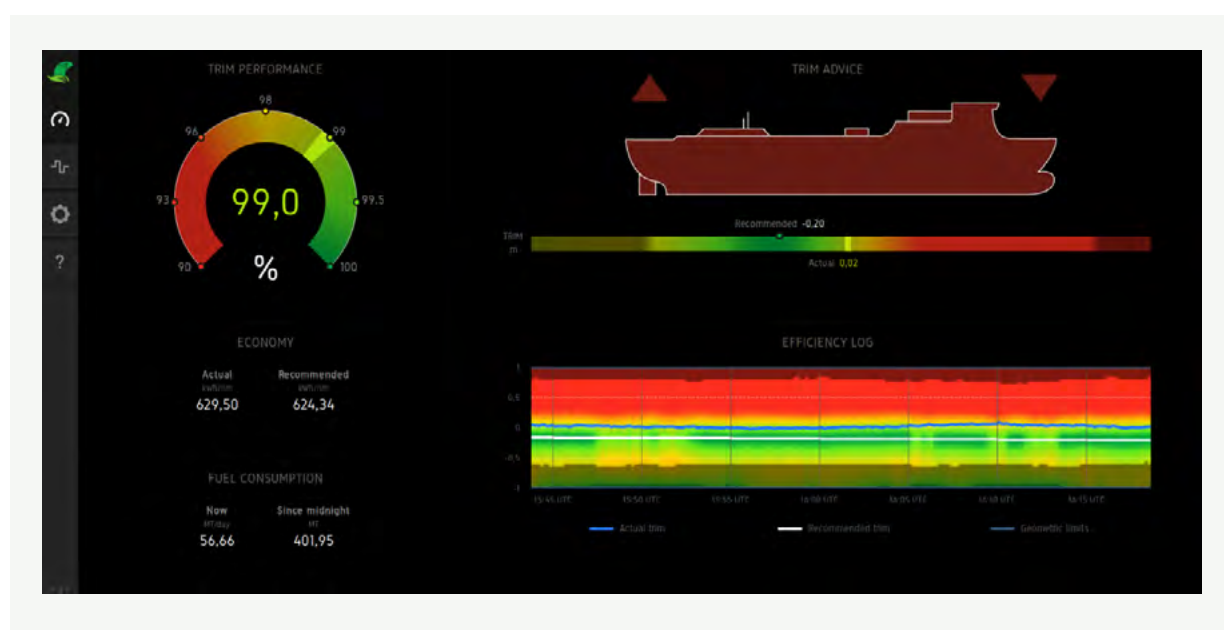 TRIM PERFORMANCE
98
96
99
93
99,0
99.5
90
%
100
ECONOMY
Actual
Recommended
kWh/nm
kWh/nm
629,50
624,34
FUEL CONSUMPTION
Now
Since midnight
MT/day
MT
56,66
401,95
?
TRIM ADVICE
Recommended -0,20
TRIM
m
Actual 0,02
EFFICIENCY LOG
1
0,5
0
-0,5
-1
15:45 UTC 15:50 UTC 15:55 UTC 16:00 UTC 16:05 UTC 16:10 UTC 16:15 UTC
Actual trim Recommended trim Geometric limits